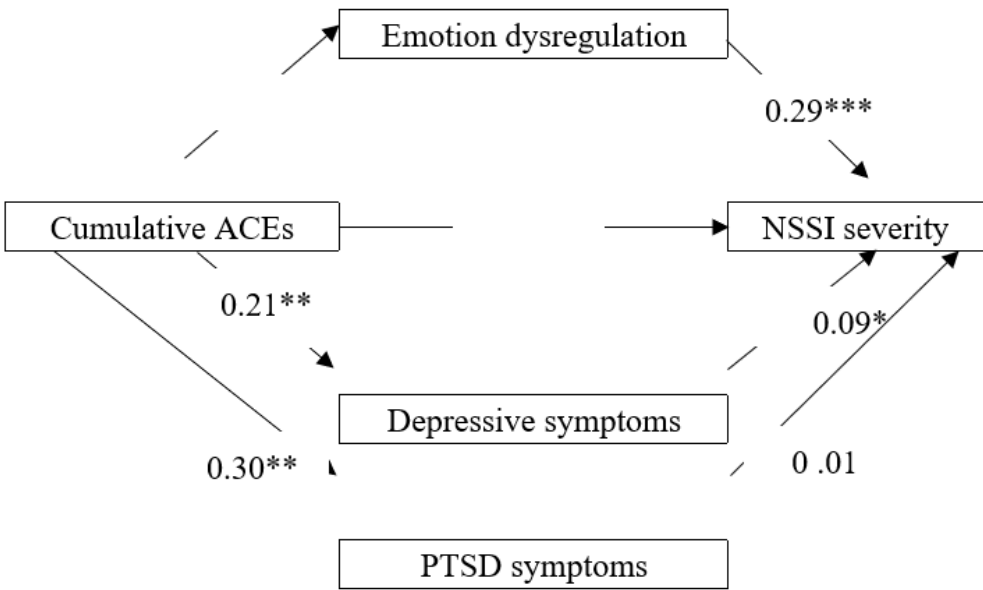 Emotion dysregulation
0.29***
Cumulative ACEs
NSSI severity
0.21**
0.09*
Depressive symptoms
0.30**
0 .01
PTSD symptoms